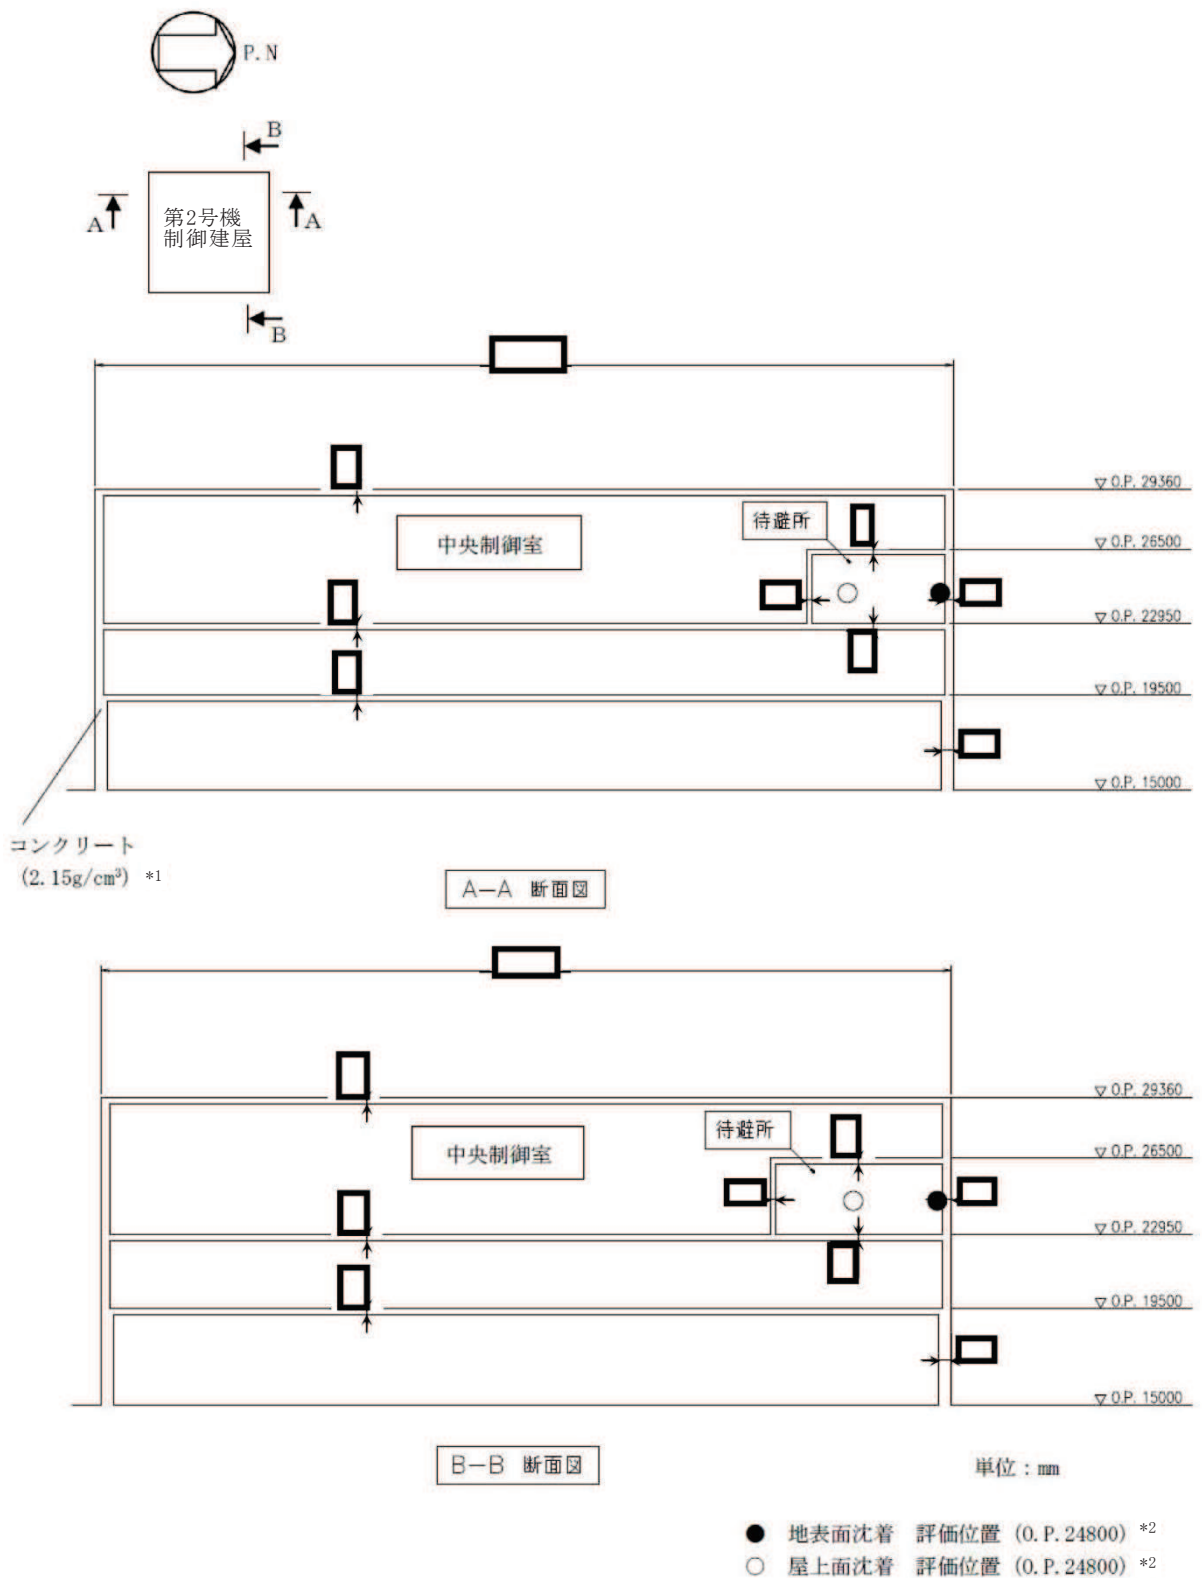 P.N
B
A
第2号機
制御建屋
A
B
▽ O.P. 29360
待避所
中央制御室
▽ O.P. 26500
▽ O.P. 22950
▽ O.P. 19500
▽ O.P. 15000
コンクリート
(2.15g/cm³) *1
A－A 断面図
▽ O.P. 29360
待避所
中央制御室
▽ O.P. 26500
▽ O.P. 22950
▽ O.P. 19500
▽ O.P. 15000
B－B 断面図
単位：mm
● 地表面沈着 評価位置 (O.P.24800) *2
○ 屋上面沈着 評価位置 (O.P.24800) *2